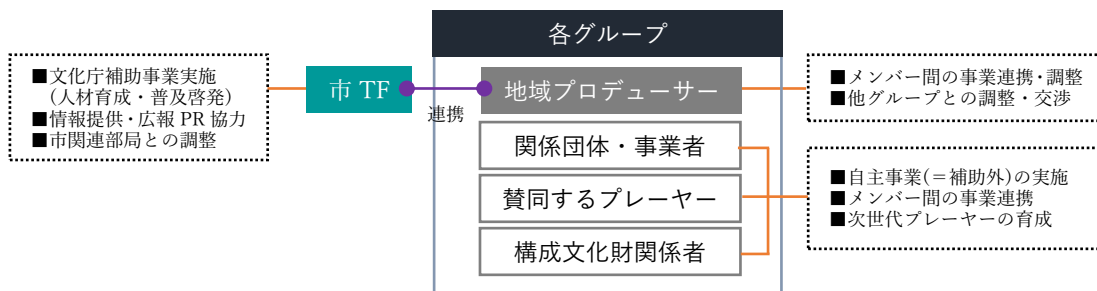 各グループ
■文化庁補助事業実施
(人材育成・普及啓発)
■情報提供・広報 PR 協力
■市関連部局との調整
市 TF
連携
地域プロデューサー
■メンバー間の事業連携・調整
■他グループとの調整・交渉
関係団体・事業者
賛同するプレーヤー
構成文化財関係者
■自主事業(＝補助外)の実施
■メンバー間の事業連携
■次世代プレーヤーの育成